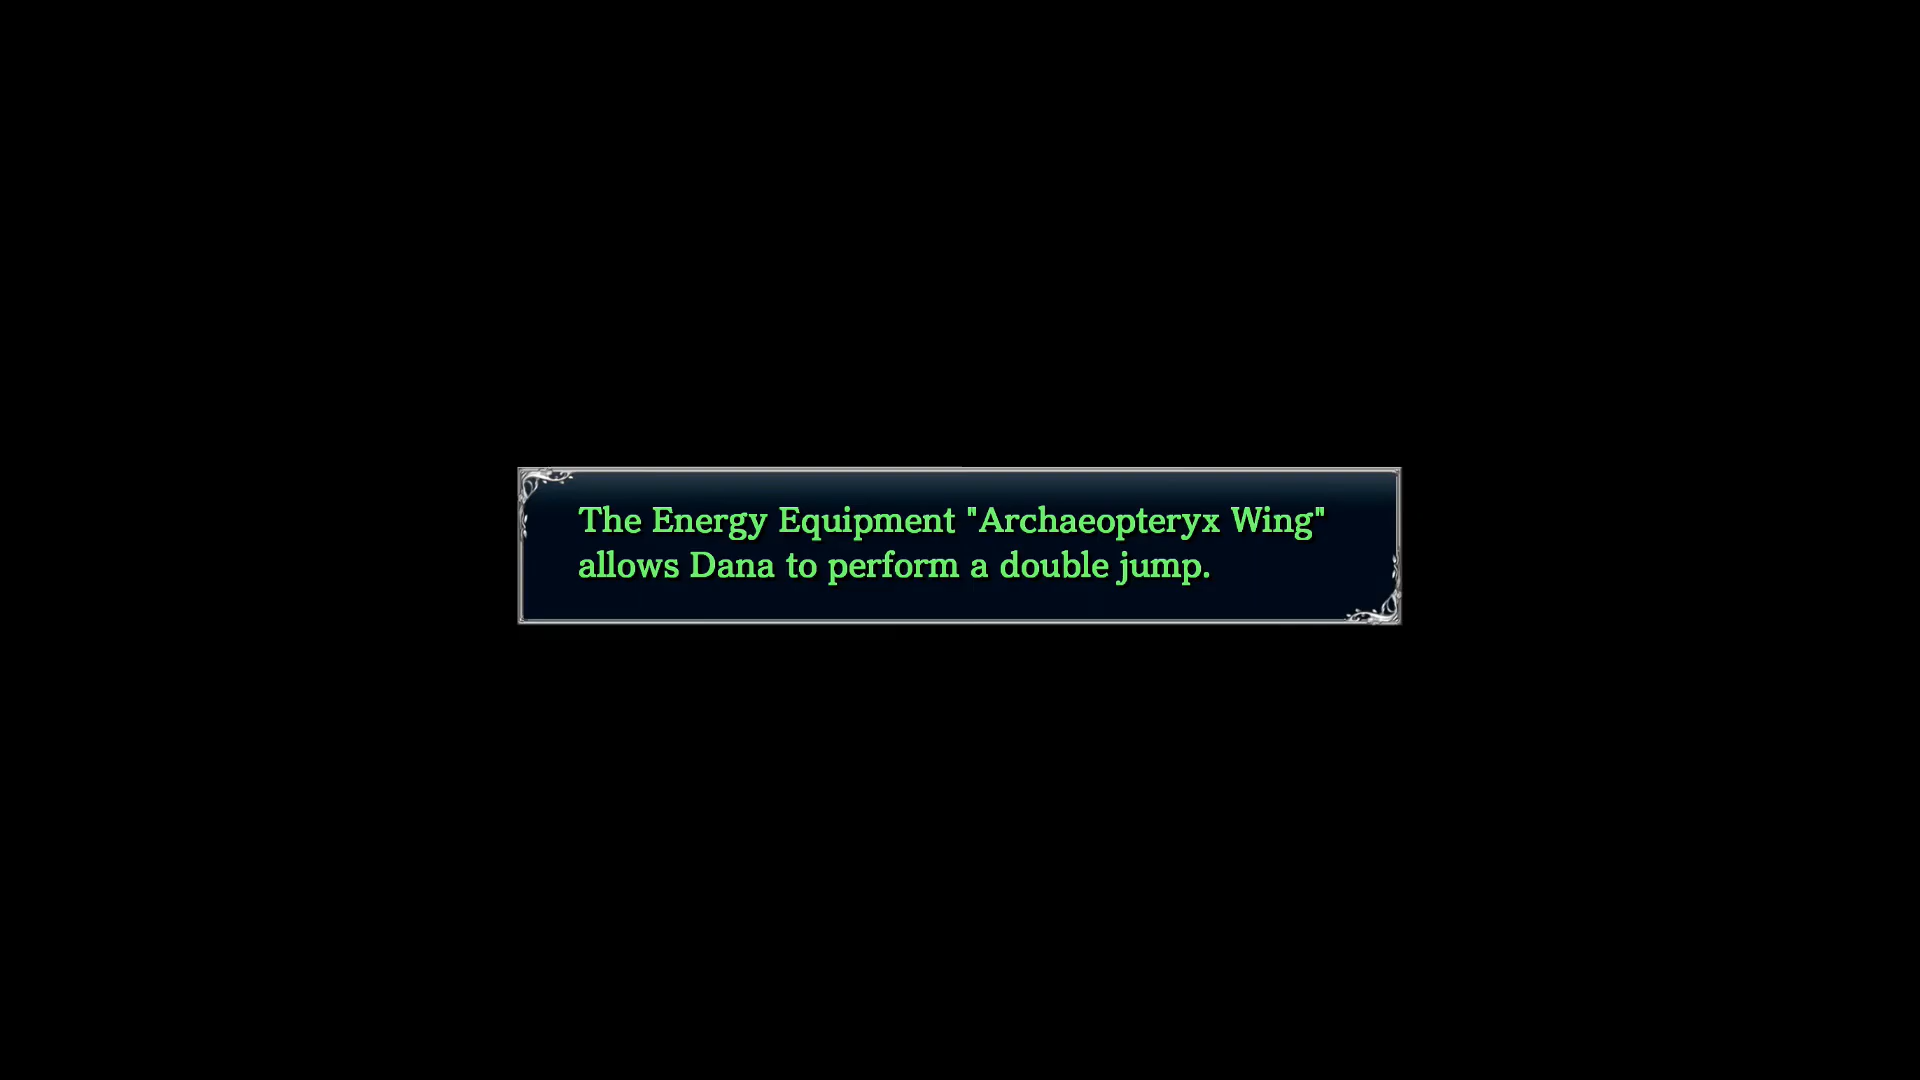 The Energy Equipment "Archaeopteryx Wing"
allows Dana to perform a double jump.